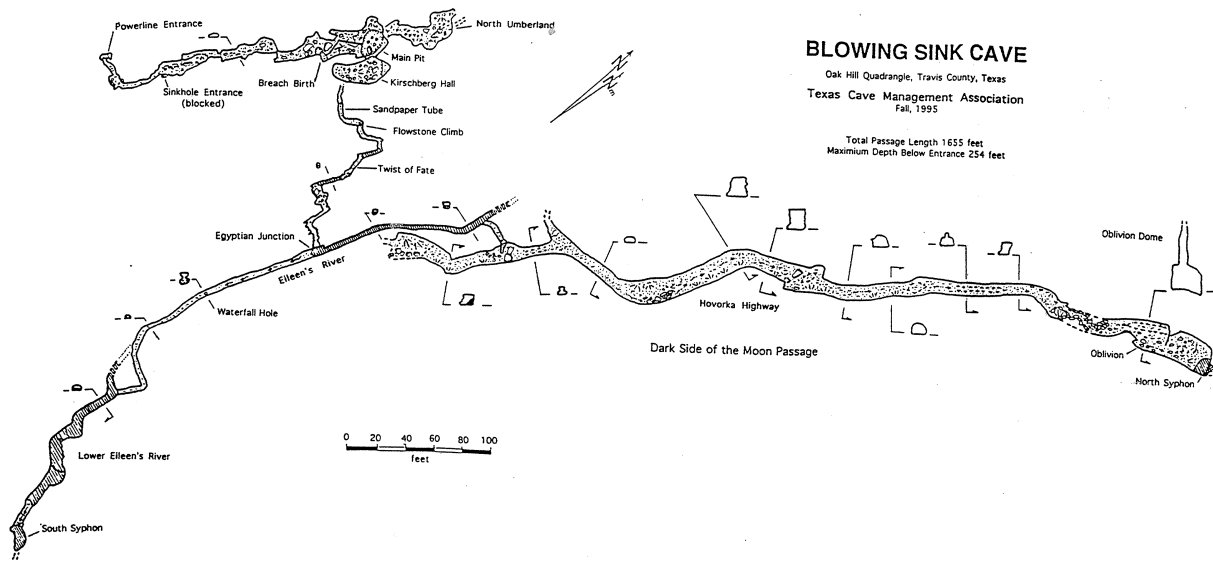 Powerline Entrance
North Umberland
Main Pit
Breach Birth
Kirschberg Hall
Sinkhole Entrance
(blocked)
Sandpaper Tube
Flowstone Climb
Twist of Fate
BLOWING SINK CAVE
Oak Hill Quadrangle, Travis County, Texas
Texas Cave Management Association
Fall, 1995
Total Passage Length 1655 feet
Maximum Depth Below Entrance 254 feet
Egyptian Junction
Eileen's River
Oblivion Dome
Waterfall Hole
Hovorka Highway
Dark Side of the Moon Passage
Oblivion
North Syphon
0 20 40 60 80 100
feet
Lower Eileen's River
South Syphon